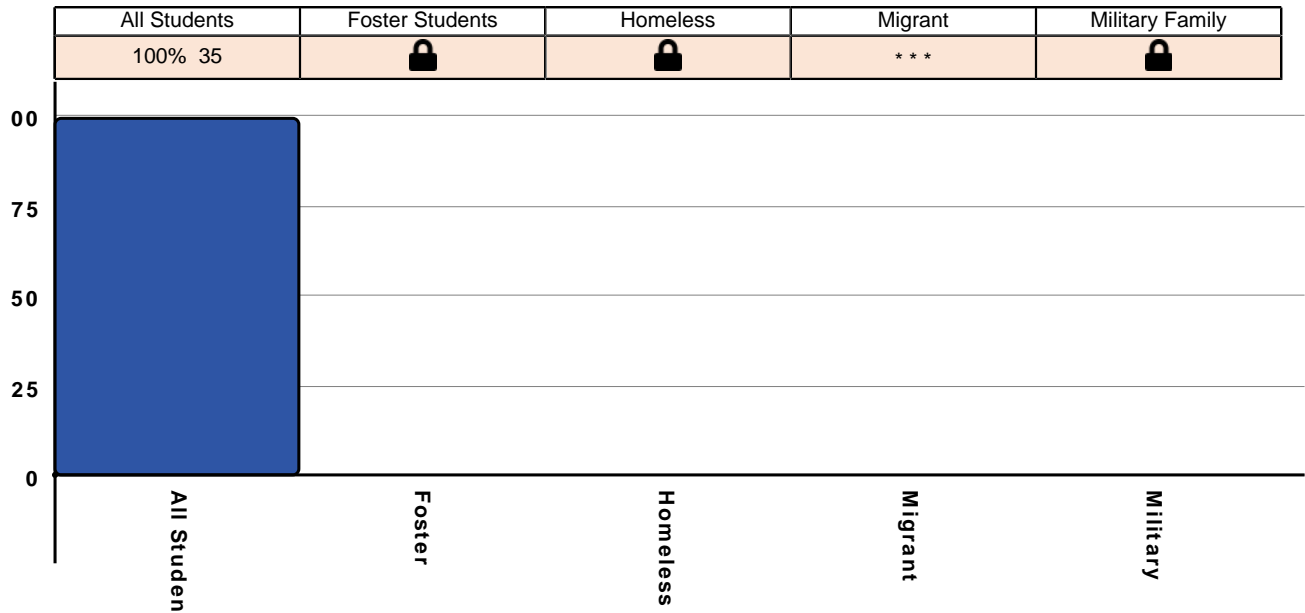 All Students Foster Students Homeless Migrant Military Family
100% 35 * * *
00
75
50
25
0
All Studen
Foster
Homeless
Migrant
Military